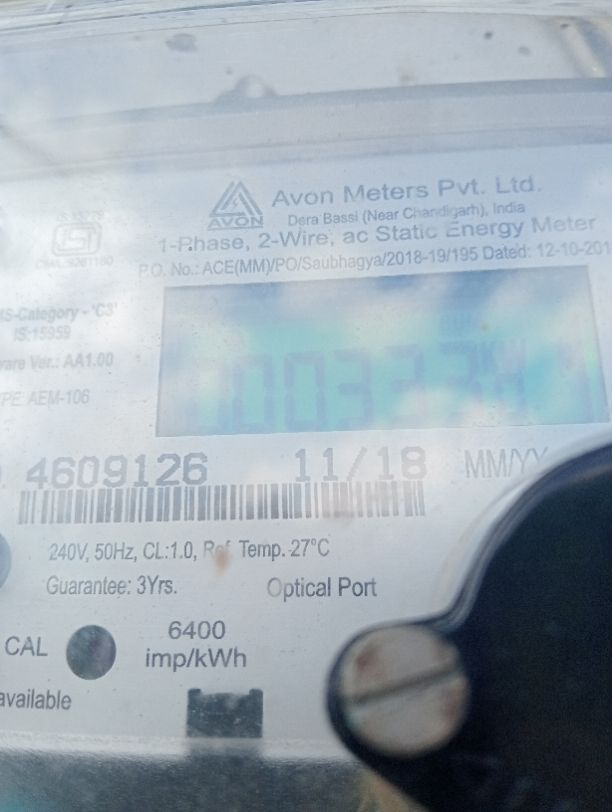 AVON
Avon Meters Pvt. Ltd.
Dera Bassi (Near Chandigarh), India
1-Phase, 2-Wire, ac Static Energy Meter
P.O. No.: ACE(MM)/PO/Saubhagya/2018-19/195 Dated: 12-10-201
IS-Category - 'C3'
IS:15959
ware Ver.: AA1.00
PE: AEM-106
4609126 11/18 MM/YY
240V, 50Hz, CL:1.0, Ref. Temp.-27°C
Guarantee: 3Yrs. Optical Port
CAL
6400
imp/kWh
available